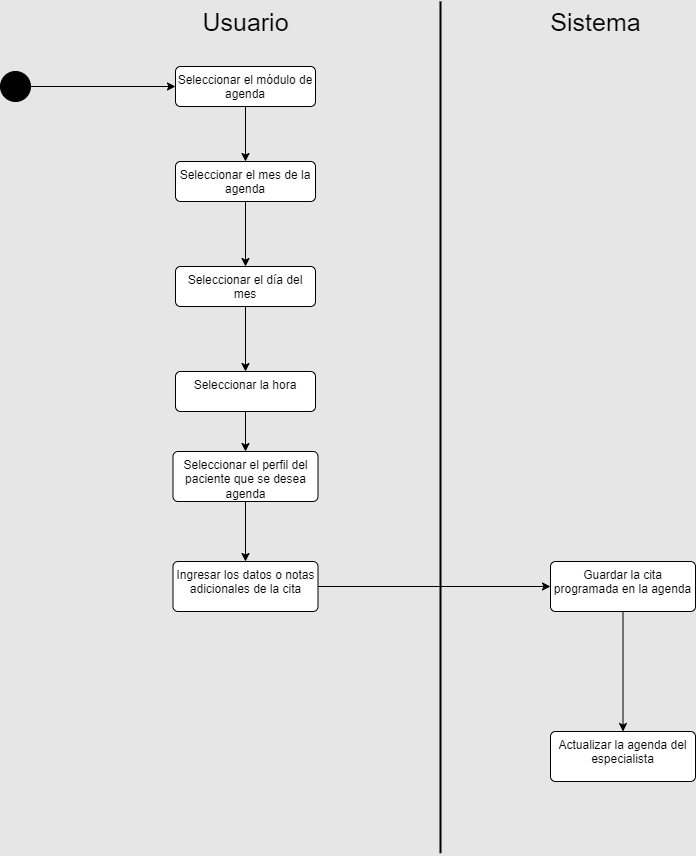 Usuario
Sistema
Seleccionar el módulo de
agenda
Seleccionar el mes de la
agenda
Seleccionar el día del
mes
Seleccionar la hora
Seleccionar el perfil del
paciente que se desea
agenda
Ingresar los datos o notas
adicionales de la cita
Guardar la cita
programada en la agenda
Actualizar la agenda del
especialista